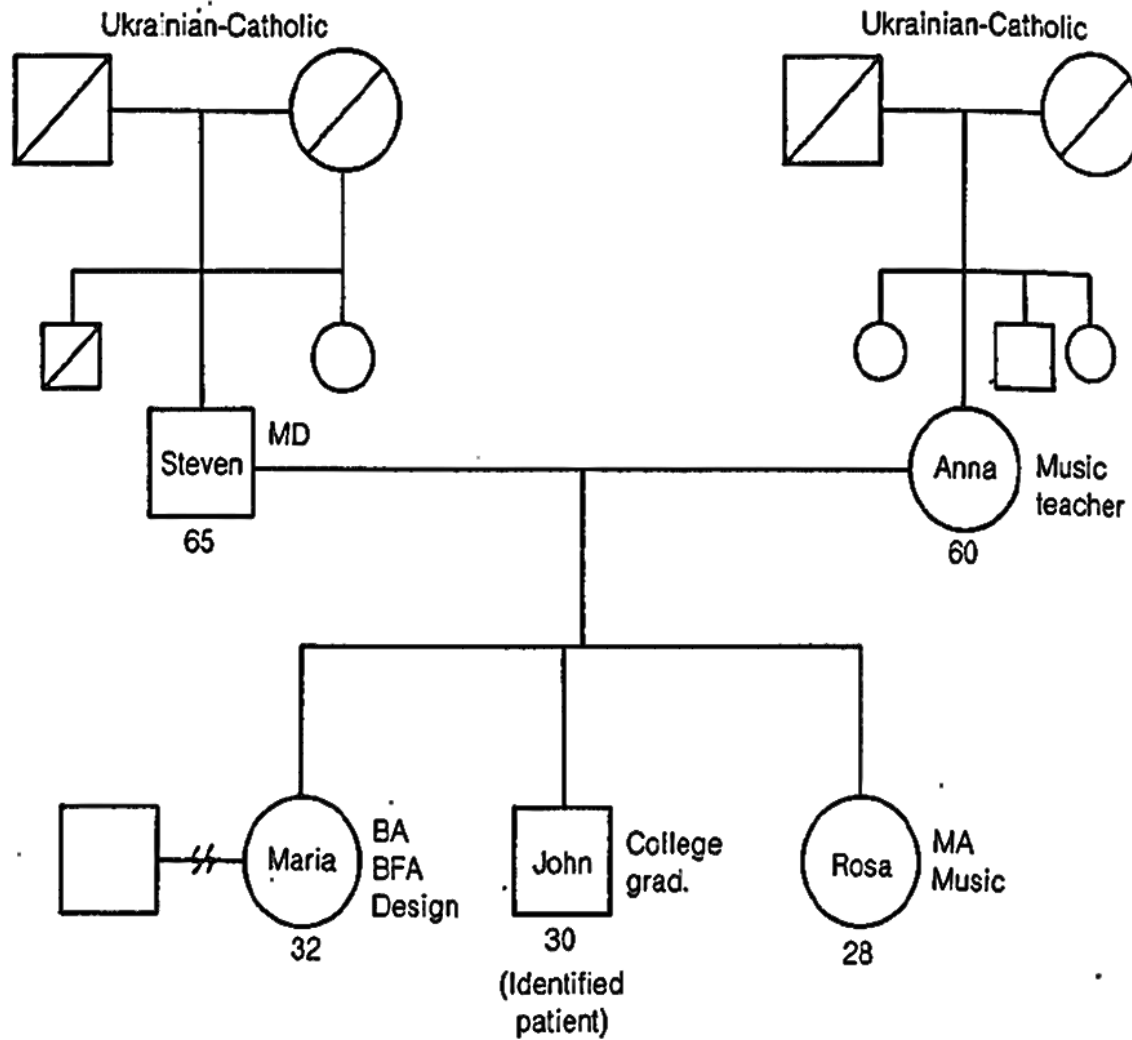 Ukrainian-Catholic
Ukrainian-Catholic
Steven
MD
65
Anna
Music
teacher
60
Maria
BA
BFA
Design
32
John
College
grad.
30
(Identified
patient)
Rosa
MA
Music
28